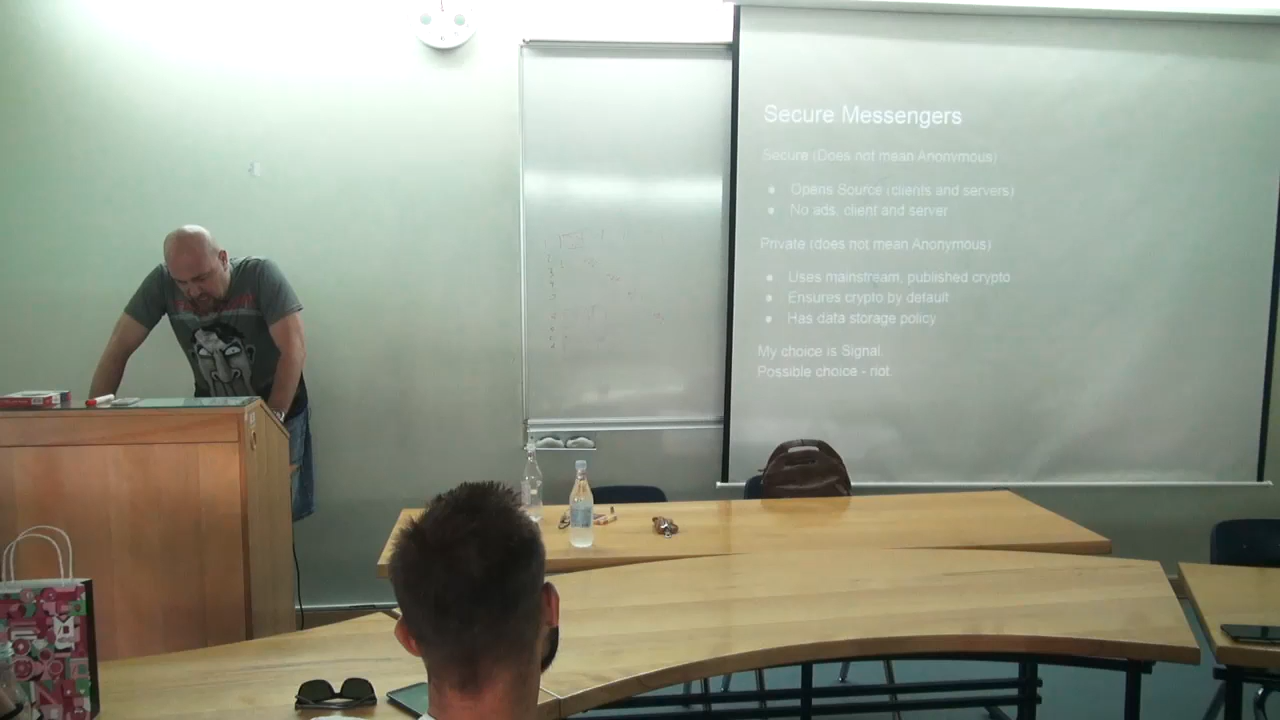 Secure Messengers
Secure (Does not mean Anonymous)
● Opens Source (clients and servers)
● No ads, client and server
Private (does not mean Anonymous)
● Uses mainstream, published crypto
● Ensures crypto by default
● Has data storage policy
My choice is Signal.
Possible choice - riot